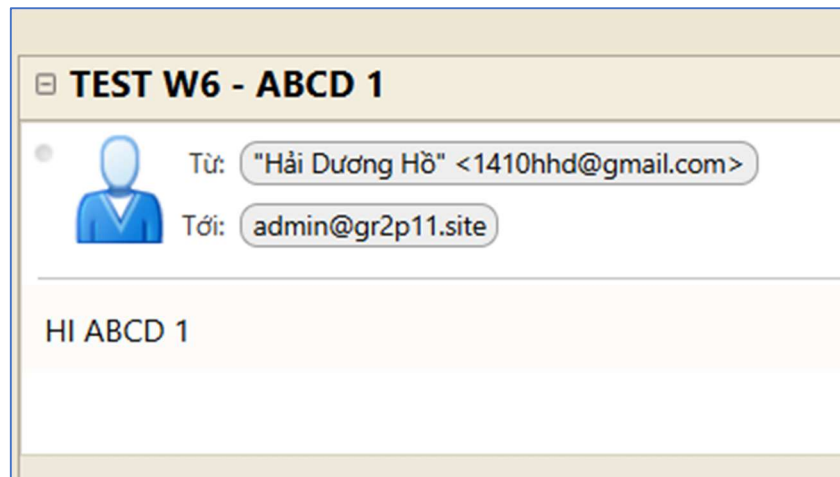 TEST W6 - ABCD 1
Từ: "Hải Dương Hồ" <1410hhd@gmail.com>
Tới: admin@gr2p11.site
HI ABCD 1